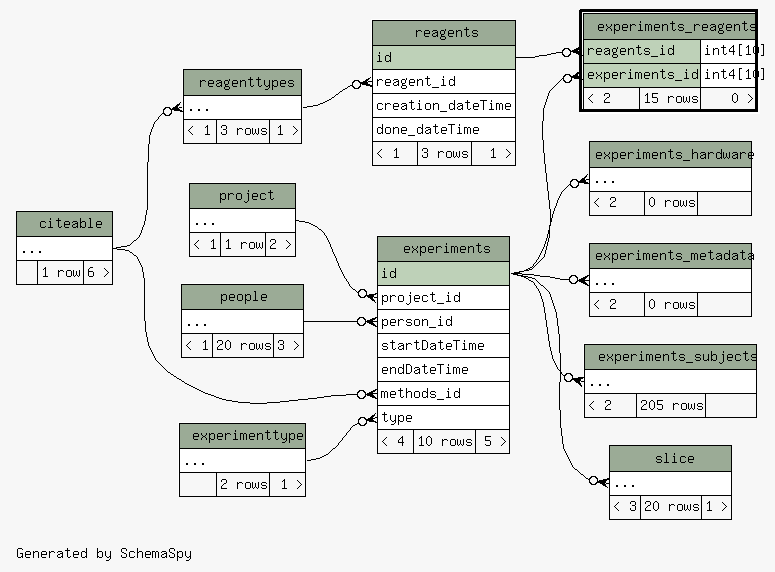 reagents
id
reagent_id
creation_dateTime
done_dateTime
< 1 3 rows 1 >
experiments_reagents
reagents_id int4[10]
experiments_id int4[10]
< 2 15 rows 0 >
reagenttypes
...
< 1 3 rows 1 >
experiments_hardware
...
< 2 0 rows
project
...
< 1 1 row 2 >
citeable
...
1 row 6 >
experiments
id
project_id
person_id
startDateTime
endDateTime
methods_id
type
< 4 10 rows 5 >
experiments_metadata
...
< 2 0 rows
people
...
< 1 20 rows 3 >
experiments_subjects
...
< 2 205 rows
experimenttype
...
2 rows 1 >
slice
...
< 3 20 rows 1 >
Generated by SchemaSpy